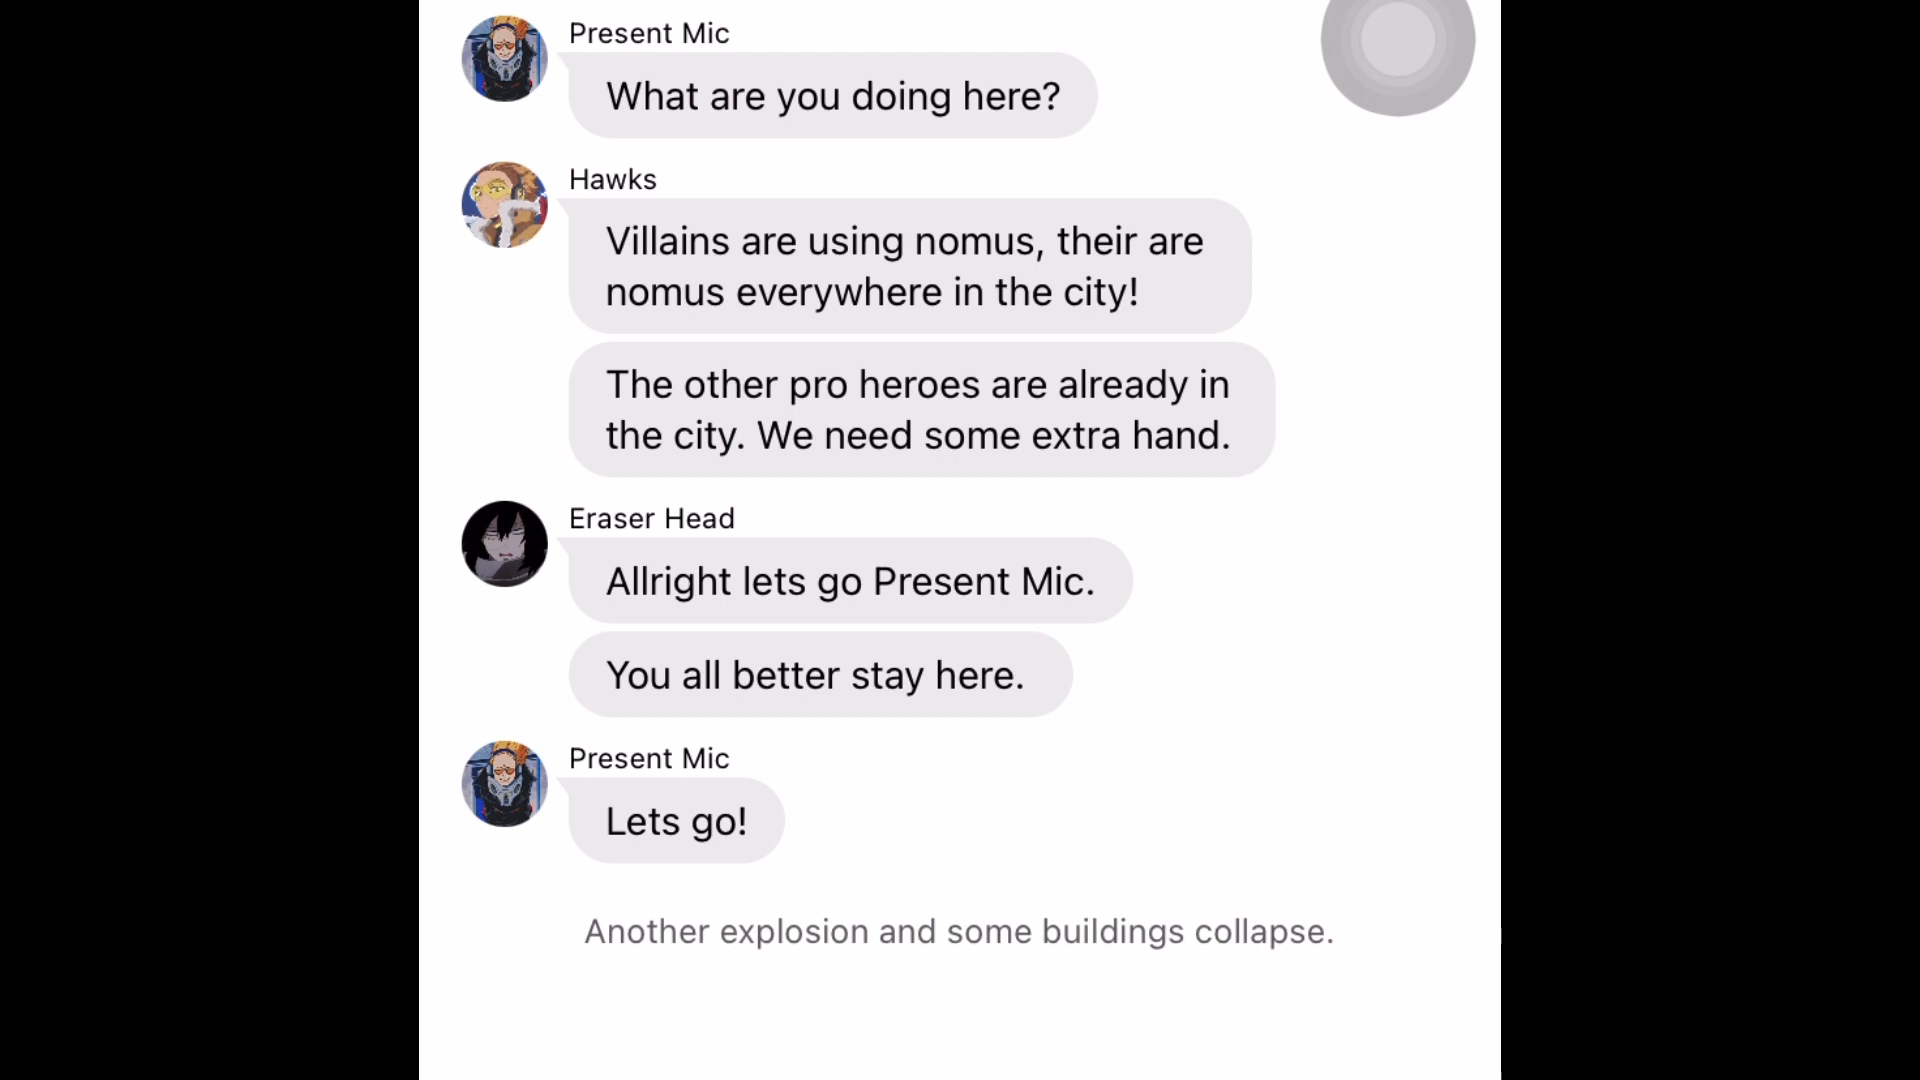 Present Mic
What are you doing here?
Hawks
Villains are using nomus, their are
nomus everywhere in the city!
The other pro heroes are already in
the city. We need some extra hand.
Eraser Head
Allright lets go Present Mic.
You all better stay here.
Present Mic
Lets go!
Another explosion and some buildings collapse.